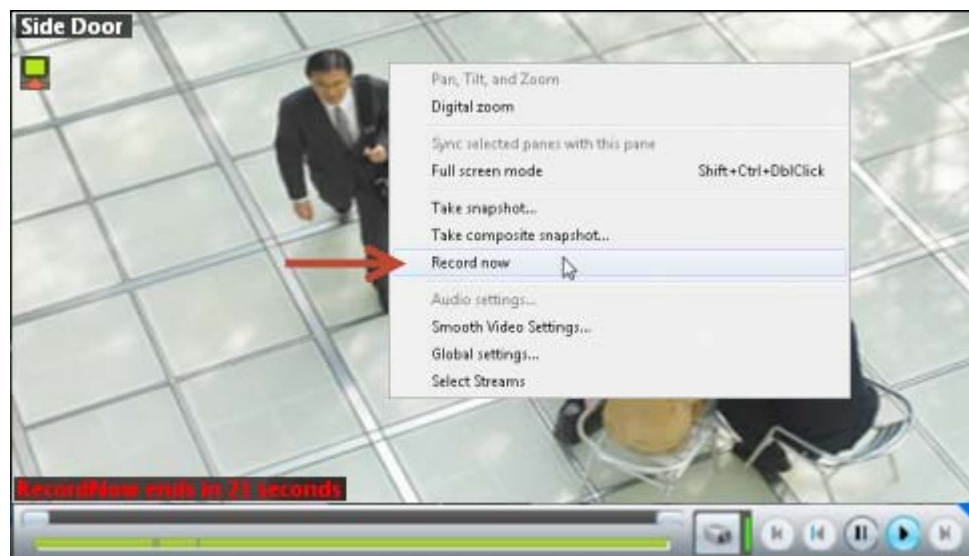 Side Door
Pan, Tilt, and Zoom
Digital zoom
Sync selected panes with this pane
Full screen mode Shift+Ctrl+DblClick
Take snapshot...
Take composite snapshot...
Record now
Audio settings...
Smooth Video Settings...
Global settings...
Select Streams
RecordNow ends in 21 seconds